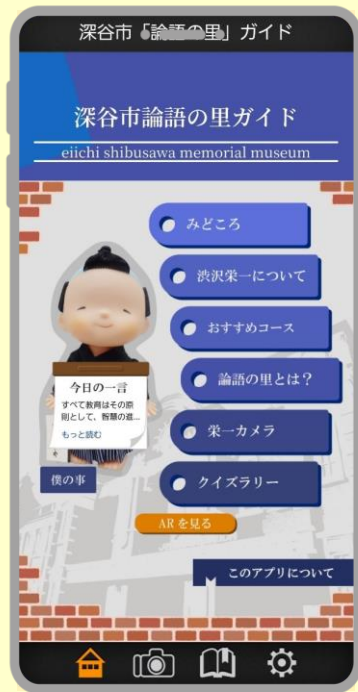 深谷市「論語の里」ガイド
深谷市論語の里ガイド
eiichi shibusawa memorial museum
みどころ
渋沢栄一について
おすすめコース
論語の里とは？
栄一カメラ
クイズラリー
今日の一言
すべて教育はその原
則として、智慧の進...
もっと読む
僕の事
ARを見る
このアプリについて